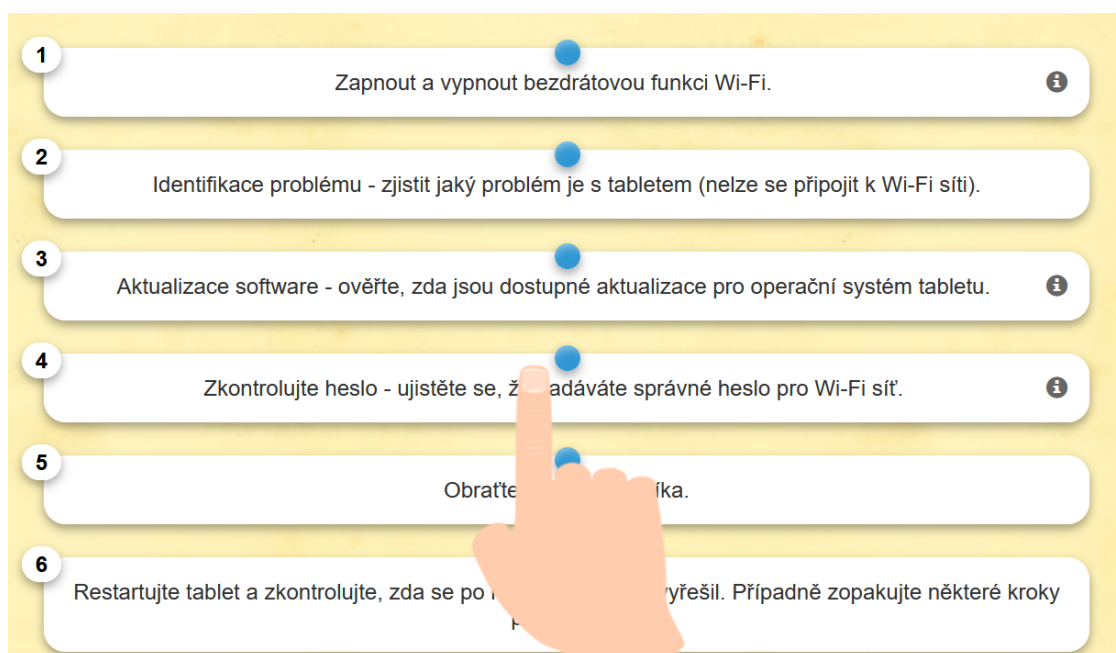 1
Zapnout a vypnout bezdrátovou funkci Wi-Fi.
2
Identifikace problému - zjistit jaký problém je s tabletem (nelze se připojit k Wi-Fi síti).
3
Aktualizace software - ověřte, zda jsou dostupné aktualizace pro operační systém tabletu.
4
Zkontrolujte heslo - ujistěte se, správné heslo pro Wi-Fi síť.
5
Obraťte
6
Restartujte tablet a zkontrolujte, zda se po Případně zopakujte některé kroky